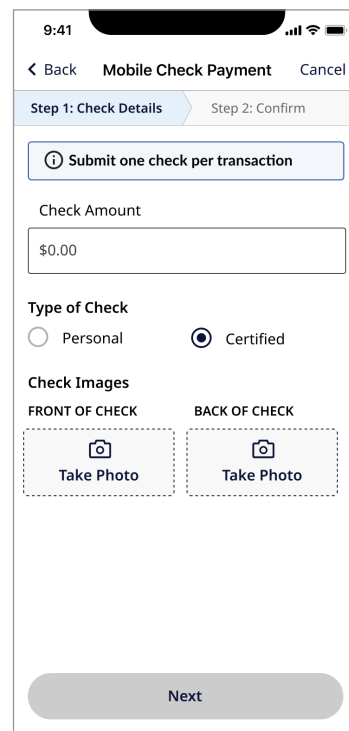 9:41
Back Mobile Check Payment Cancel
Step 1: Check Details Step 2: Confirm
Submit one check per transaction
Check Amount
$0.00
Type of Check
Personal Certified
Check Images
FRONT OF CHECK BACK OF CHECK
Take Photo Take Photo
Next